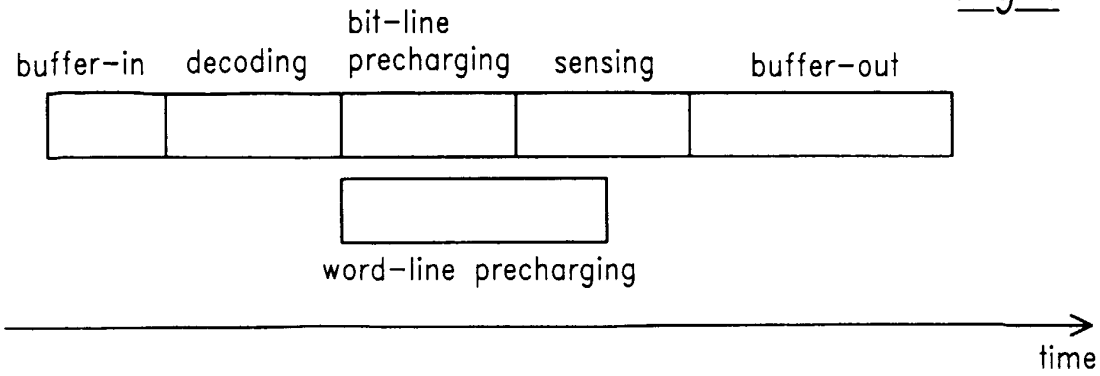 bit-line
buffer-in decoding precharging sensing buffer-out
word-line precharging
time